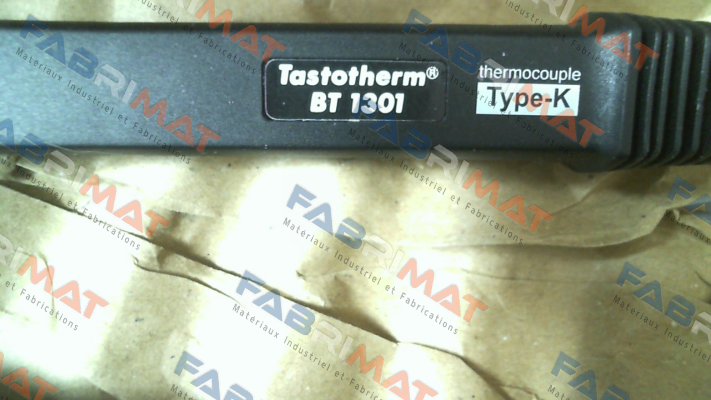 Tastotherm®
BT 1301
thermocouple
Type-K
FABRIMAT
Matériaux Industriel et Fabrications